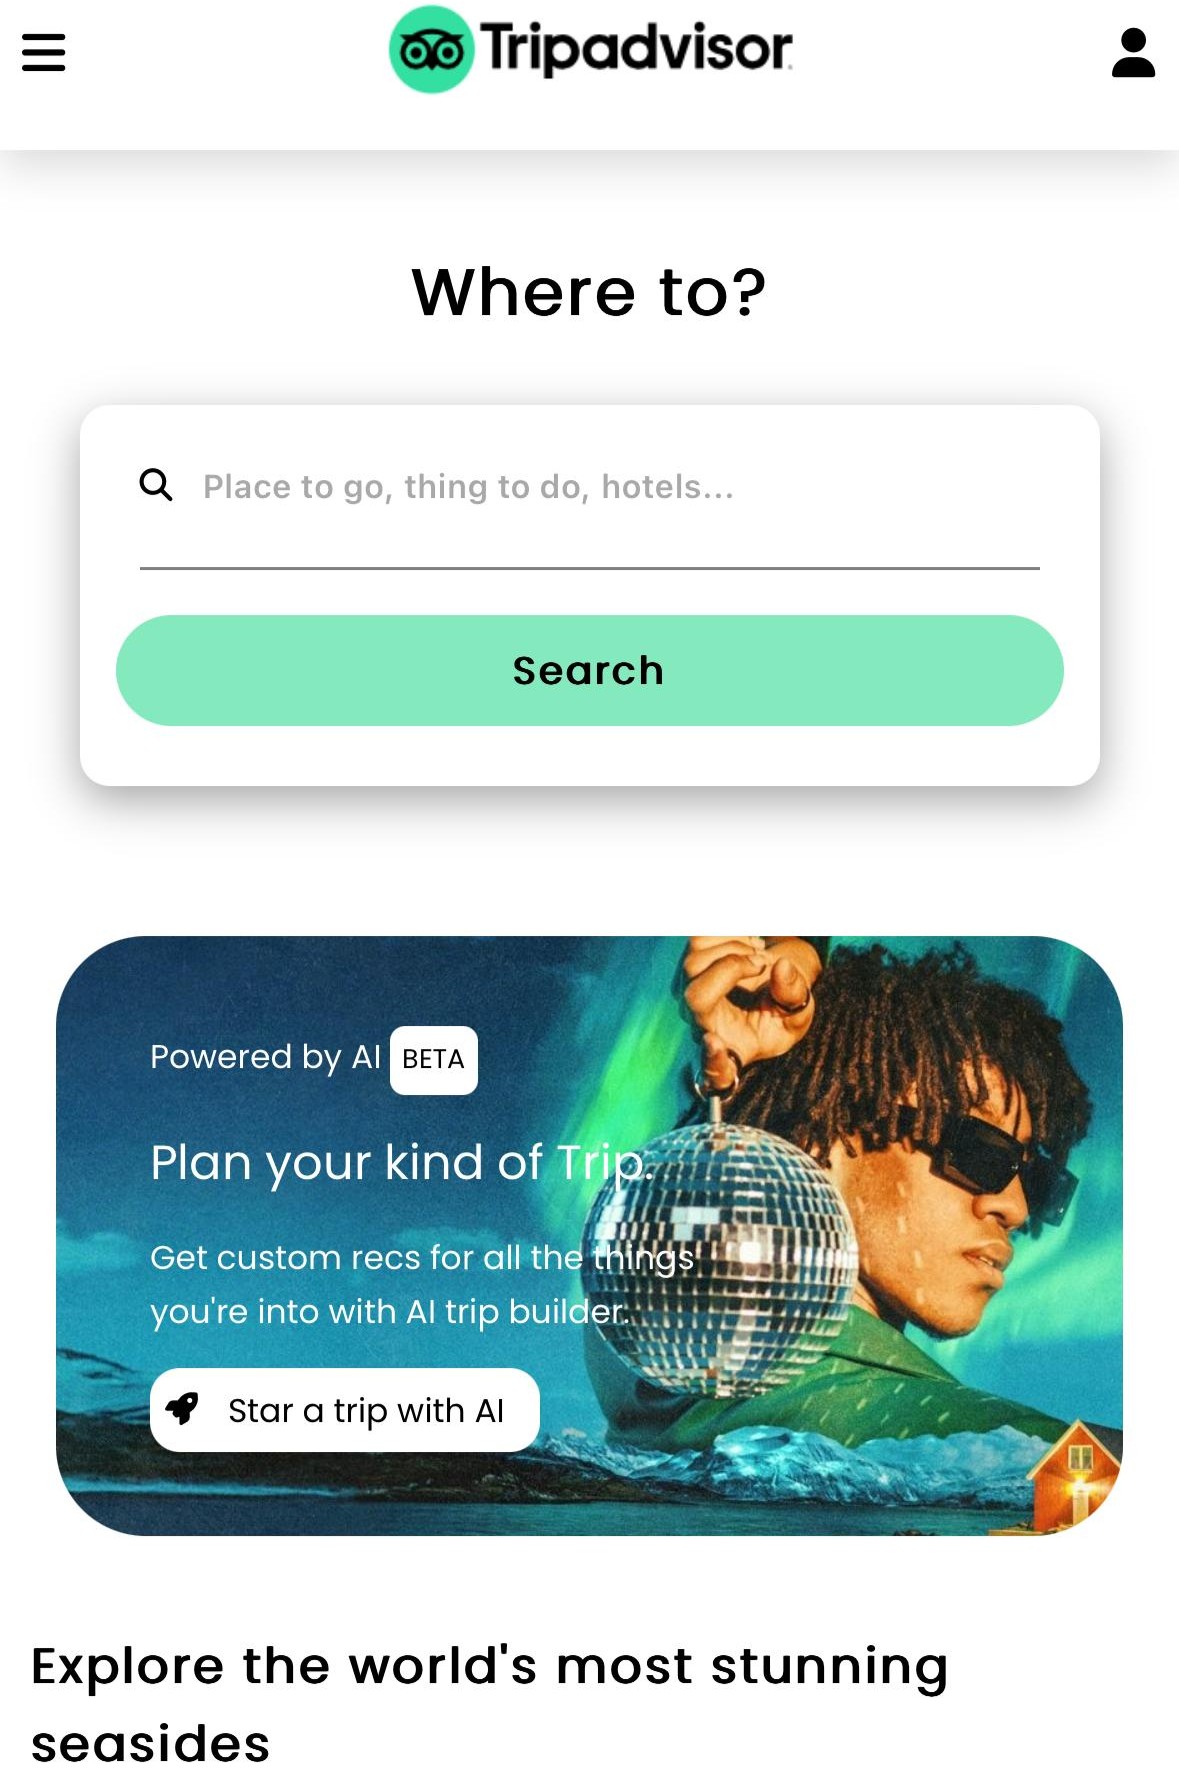 Tripadvisor
Where to?
Place to go, thing to do, hotels...
Search
Powered by AI BETA
Plan your kind of Trip.
Get custom recs for all the things
you're into with AI trip builder.
Star a trip with AI
Explore the world's most stunning
seasides